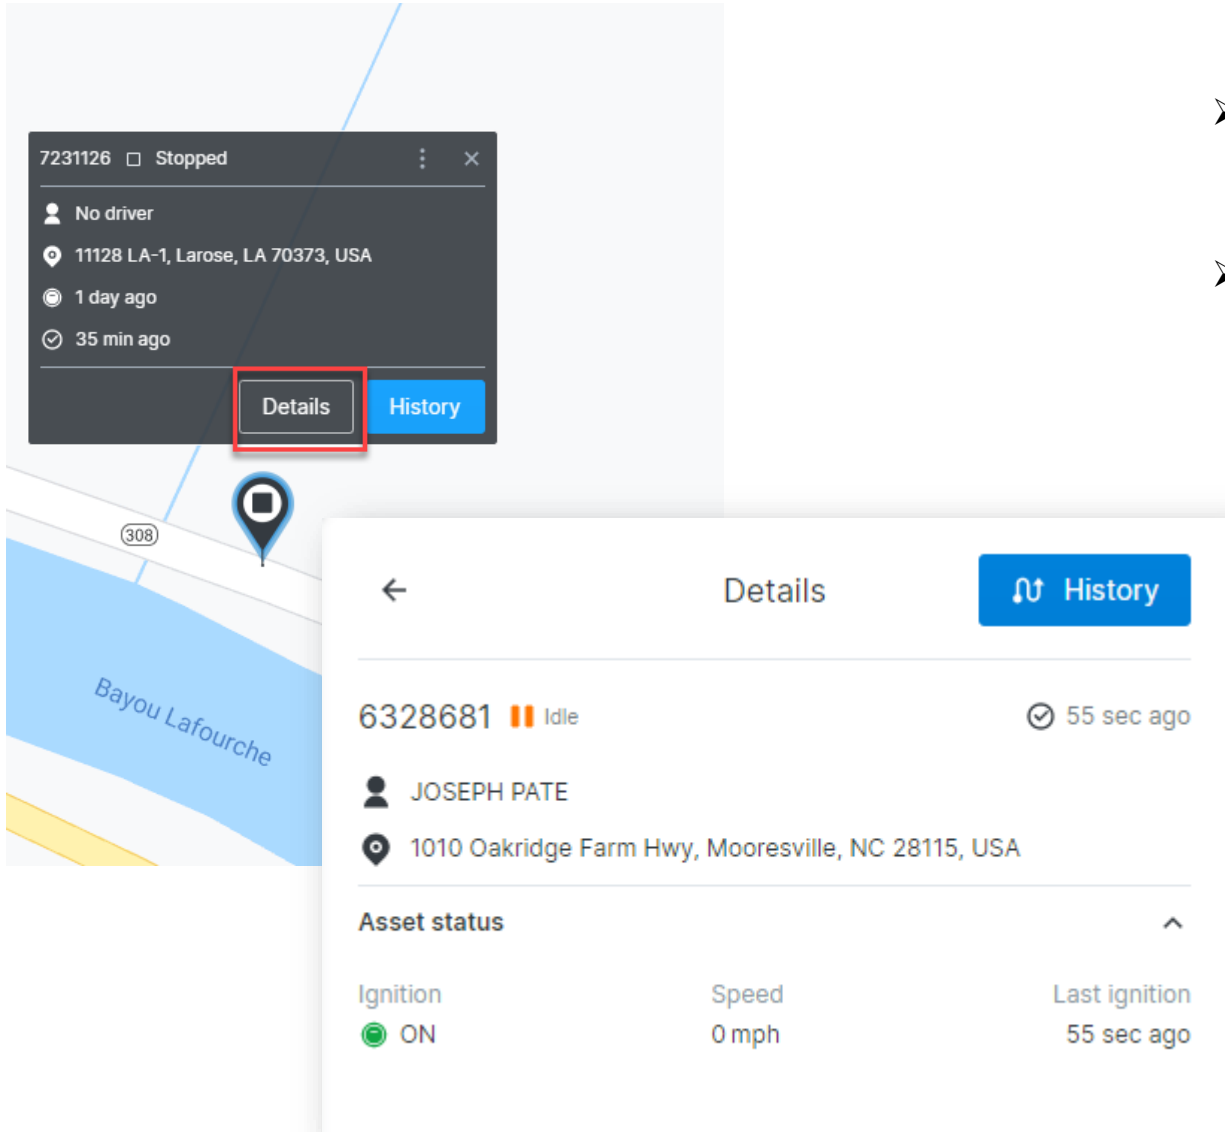 7231126 Stopped
No driver
11128 LA-1, Larose, LA 70373, USA
1 day ago
35 min ago
Details History
308
Bayou Lafourche
Details
History
6328681 Idle
55 sec ago
JOSEPH PATE
1010 Oakridge Farm Hwy, Mooresville, NC 28115, USA
Asset status
Ignition Speed Last ignition
ON 0 mph 55 sec ago